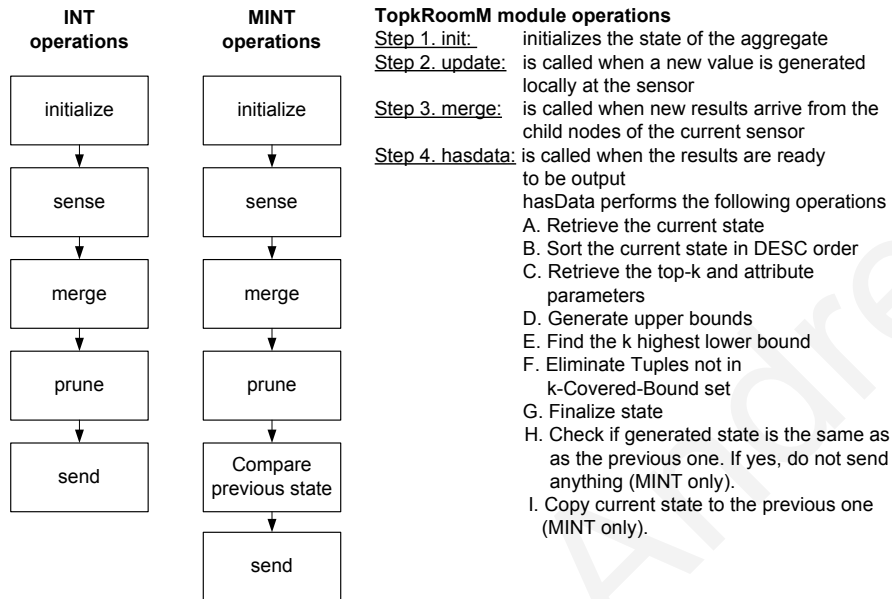 INT
operations
initialize
sense
merge
prune
send
MINT
operations
initialize
sense
merge
prune
Compare
previous state
send
TopkRoomM module operations
Step 1. init: initializes the state of the aggregate
Step 2. update: is called when a new value is generated
locally at the sensor
Step 3. merge: is called when new results arrive from the
child nodes of the current sensor
Step 4. hasdata: is called when the results are ready
to be output
hasData performs the following operations
A. Retrieve the current state
B. Sort the current state in DESC order
C. Retrieve the top-k and attribute
parameters
D. Generate upper bounds
E. Find the k highest lower bound
F. Eliminate Tuples not in
k-Covered-Bound set
G. Finalize state
H. Check if generated state is the same as
as the previous one. If yes, do not send
anything (MINT only).
I. Copy current state to the previous one
(MINT only).